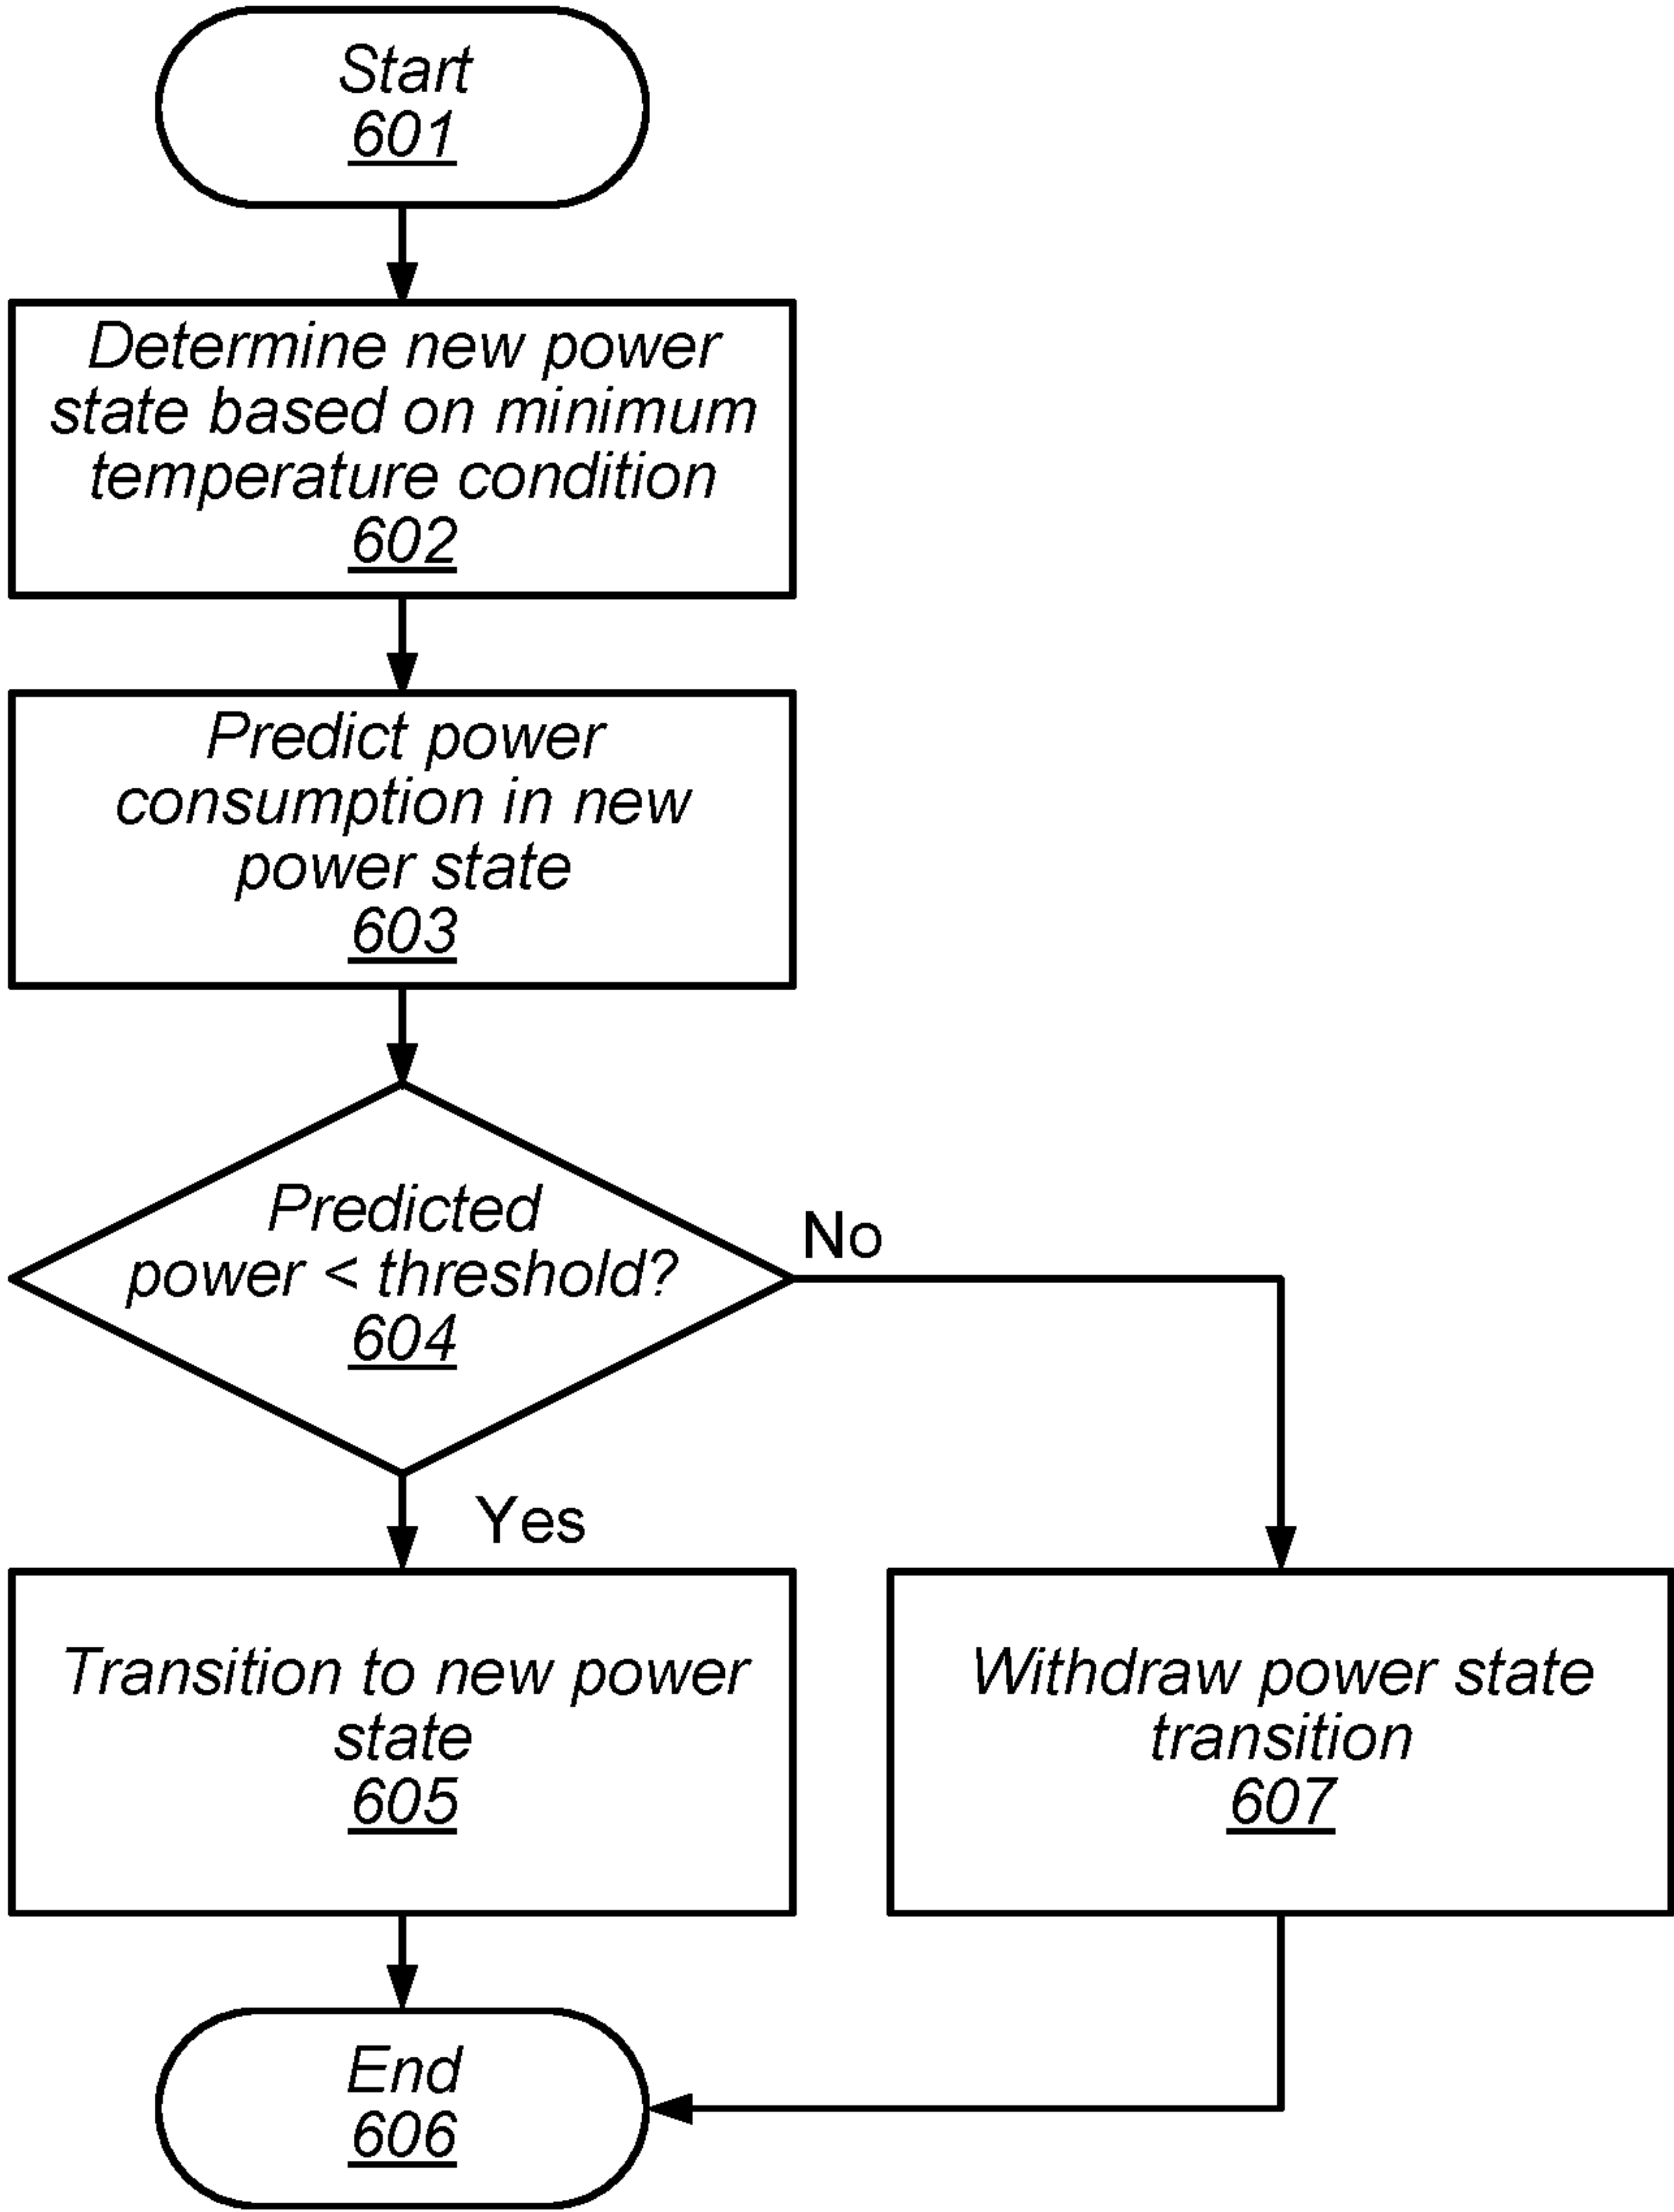 Start
601
Determine new power
state based on minimum
temperature condition
602
Predict power
consumption in new
power state
603
Predicted
power < threshold?
604
No
Yes
Transition to new power
state
605
Withdraw power state
transition
607
End
606